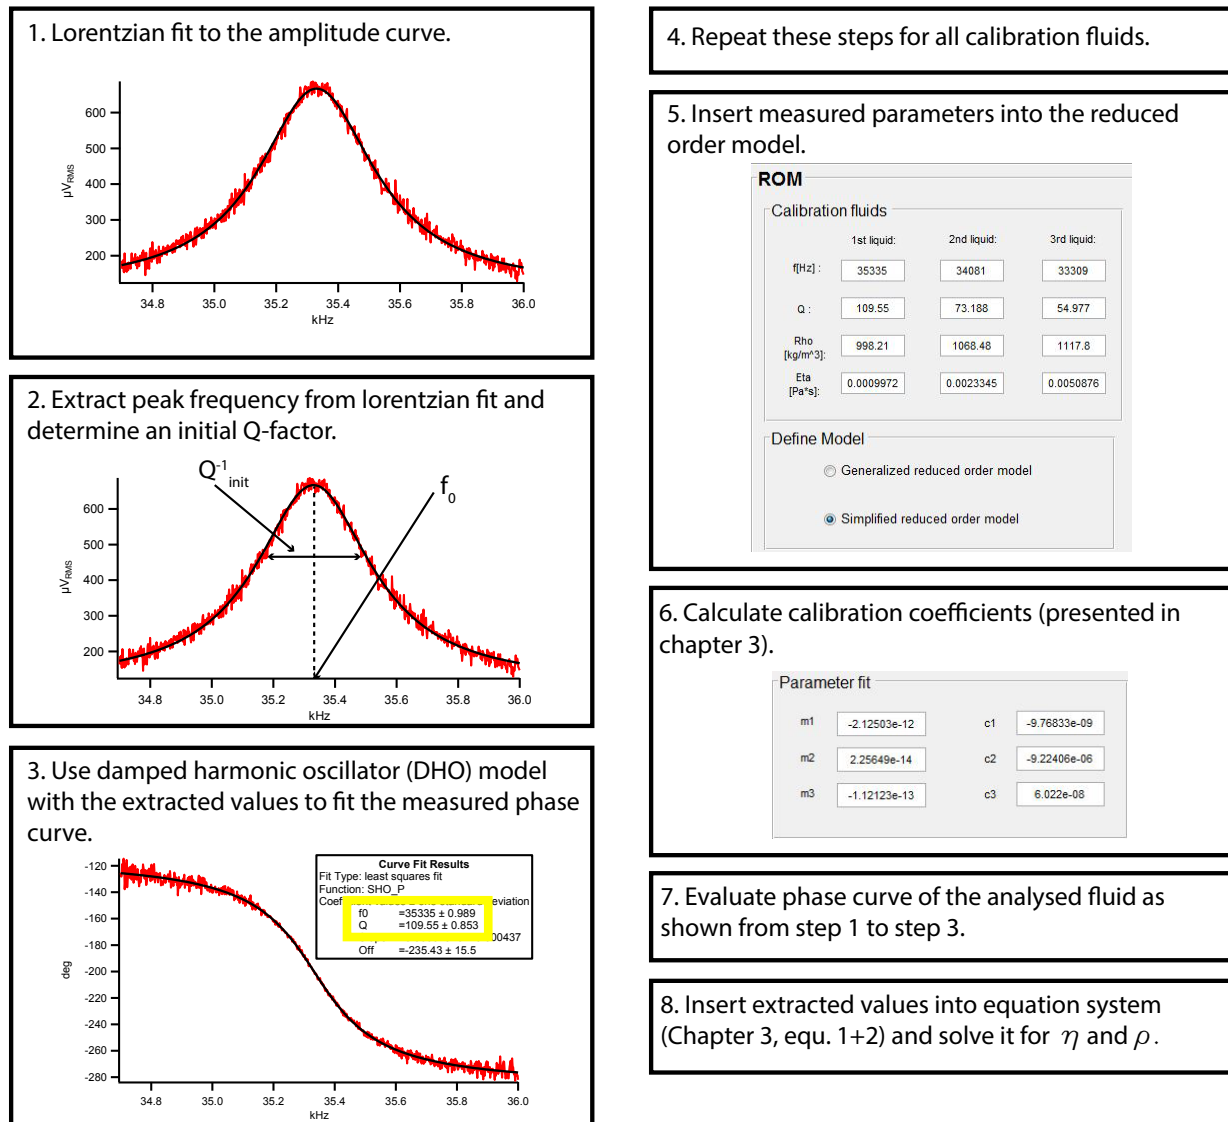 1. Lorentzian fit to the amplitude curve.
600
500
400
300
200
µV_RMS
34.8 35.0 35.2 35.4 35.6 35.8 36.0
kHz
2. Extract peak frequency from lorentzian fit and
determine an initial Q-factor.
Q^-1_init
f_0
600
500
400
300
200
µV_RMS
34.8 35.0 35.2 35.4 35.6 35.8 36.0
kHz
3. Use damped harmonic oscillator (DHO) model
with the extracted values to fit the measured phase
curve.
-120
-140
-160
-180
-200
-220
-240
-260
-280
deg
Curve Fit Results
Fit Type: least squares fit
Function: SHO_P
f0 =35335 ± 0.989
Q =109.55 ± 0.853
00437
Off =-235.43 ± 15.5
34.8 35.0 35.2 35.4 35.6 35.8 36.0
kHz
4. Repeat these steps for all calibration fluids.
5. Insert measured parameters into the reduced
order model.
ROM
Calibration fluids
1st liquid: 2nd liquid: 3rd liquid:
f[Hz] : 35335 34081 33309
Q : 109.55 73.188 54.977
Rho
[kg/m^3]: 998.21 1068.48 1117.8
Eta
[Pa*s]: 0.0009972 0.0023345 0.0050876
Define Model
Generalized reduced order model
Simplified reduced order model
6. Calculate calibration coefficients (presented in
chapter 3).
Parameter fit
m1 -2.12503e-12 c1 -9.76833e-09
m2 2.25649e-14 c2 -9.22406e-06
m3 -1.12123e-13 c3 6.022e-08
7. Evaluate phase curve of the analysed fluid as
shown from step 1 to step 3.
8. Insert extracted values into equation system
(Chapter 3, equ. 1+2) and solve it for η and ρ.